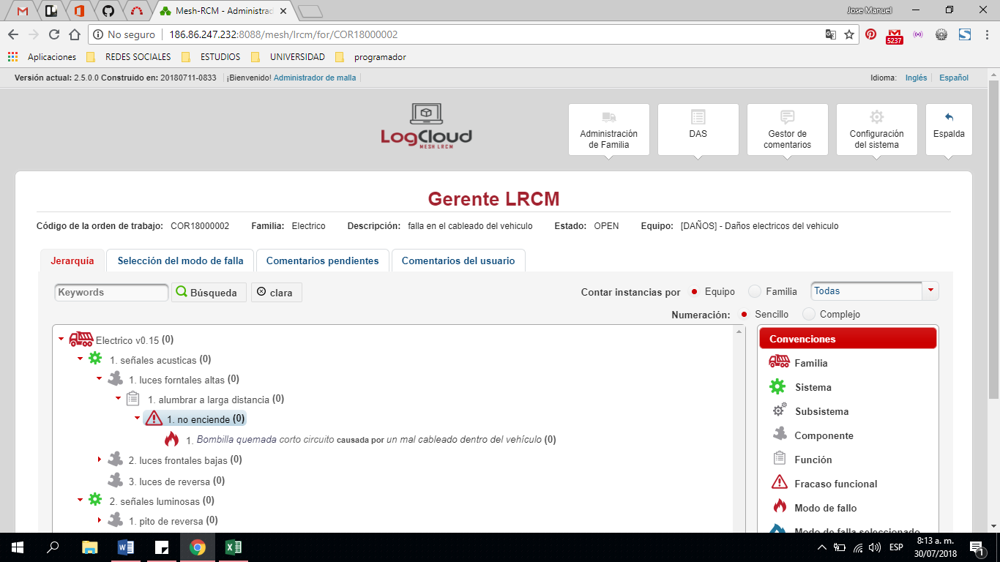 Mesh-RCM - Administrad
Jose Manuel
No seguro | 186.86.247.232:8088/mesh/lrcm/for/COR18000002
5237
Aplicaciones REDES SOCIALES ESTUDIOS UNIVERSIDAD programador
Versión actual: 2.5.0.0 Construido en: 20180711-0833 ¡Bienvenido! Administrador de malla Idioma: Inglés Español
LogCloud
MESH LRCM
Administración de Familia
DAS
Gestor de comentarios
Configuración del sistema
Espalda
Gerente LRCM
Código de la orden de trabajo: COR18000002 Familia: Electrico Descripción: falla en el cableado del vehiculo Estado: OPEN Equipo: [DAÑOS] - Daños electricos del vehiculo
Jerarquía Selección del modo de falla Comentarios pendientes Comentarios del usuario
Keywords Búsqueda clara Contar instancias por Equipo Familia Todas
Numeración: Sencillo Complejo
Electrico v0.15 (0)
1. señales acusticas (0)
1. luces forntales altas (0)
1. alumbrar a larga distancia (0)
1. no enciende (0)
1. Bombilla quemada corto circuito causada por un mal cableado dentro del vehículo (0)
2. luces frontales bajas (0)
3. luces de reversa (0)
2. señales luminosas (0)
1. pito de reversa (0)
Convenciones
Familia
Sistema
Subsistema
Componente
Función
Fracaso funcional
Modo de fallo
Modo de falla seleccionado
ESP
8:13 a. m.
30/07/2018
1